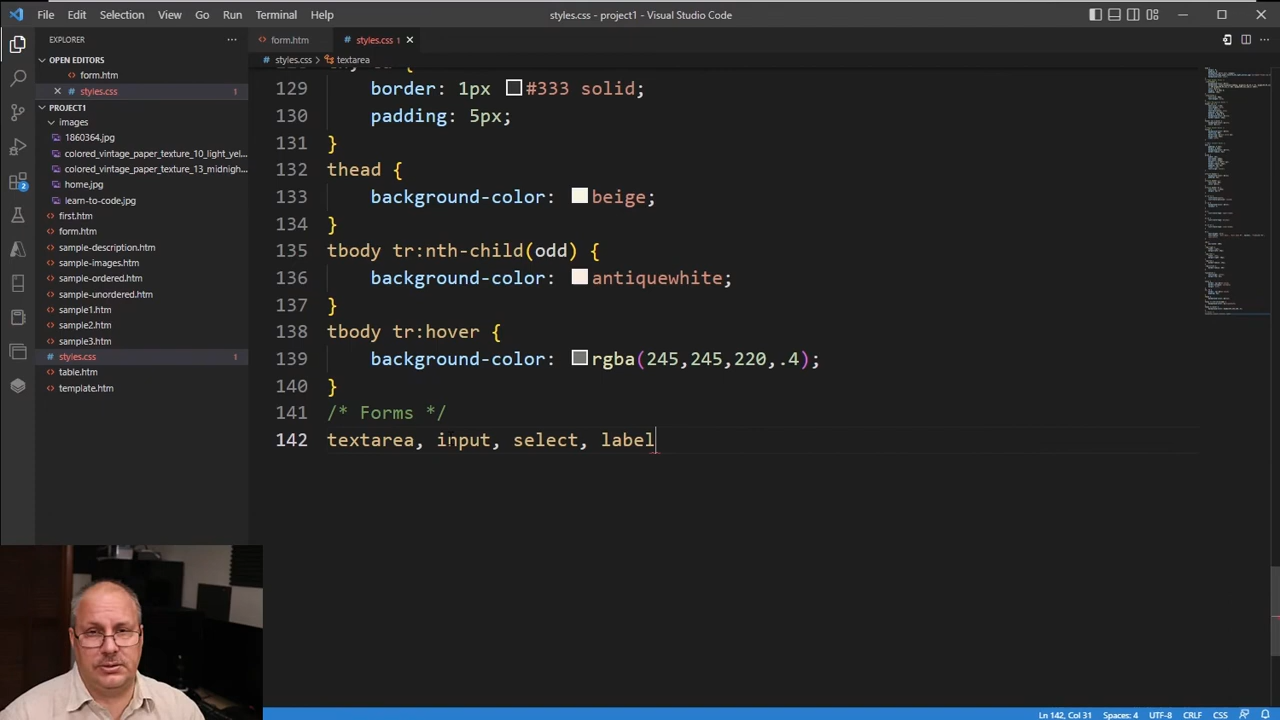 File Edit Selection View Go Run Terminal Help
styles.css - project1 - Visual Studio Code
EXPLORER
OPEN EDITORS
form.htm
styles.css 1
PROJECT1
images
1860364.jpg
colored_vintage_paper_texture_10_light_yel...
colored_vintage_paper_texture_13_midnigh...
home.jpg
learn-to-code.jpg
first.htm
form.htm
sample-description.htm
sample-images.htm
sample-ordered.htm
sample-unordered.htm
sample1.htm
sample2.htm
sample3.htm
styles.css 1
table.htm
template.htm
2
form.htm styles.css 1
styles.css > textarea
129 border: 1px #333 solid;
130 padding: 5px;
131 }
132 thead {
133 background-color: beige;
134 }
135 tbody tr:nth-child(odd) {
136 background-color: antiquewhite;
137 }
138 tbody tr:hover {
139 background-color: rgba(245,245,220,.4);
140 }
141 /* Forms */
142 textarea, input, select, label
Ln 142, Col 31 Spaces: 4 UTF-8 CRLF CSS